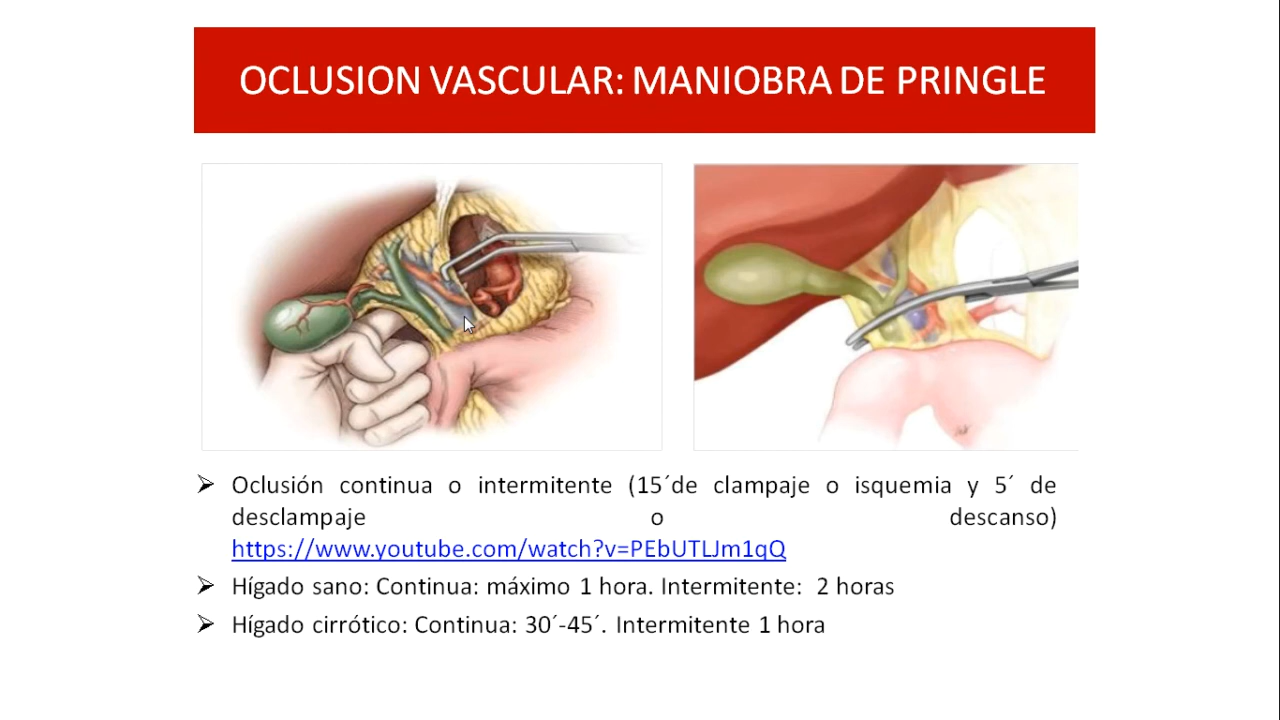 OCLUSION VASCULAR: MANIOBRA DE PRINGLE
Oclusión continua o intermitente (15´de clampaje o isquemia y 5´ de
desclampaje o descanso)
https://www.youtube.com/watch?v=PEbUTLJm1qQ
Hígado sano: Continua: máximo 1 hora. Intermitente: 2 horas
Hígado cirrótico: Continua: 30´-45´. Intermitente 1 hora